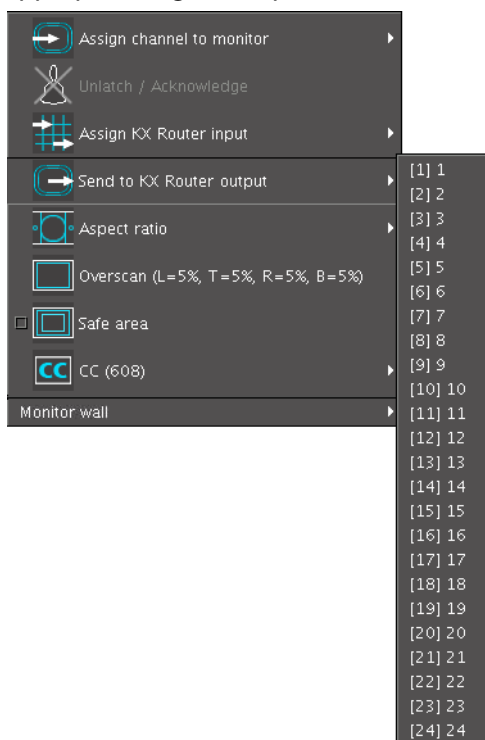 Assign channel to monitor
Unlatch / Acknowledge
Assign KX Router input
Send to KX Router output
Aspect ratio
Overscan (L=5%, T=5%, R=5%, B=5%)
Safe area
CC CC (608)
Monitor wall
[1] 1
[2] 2
[3] 3
[4] 4
[5] 5
[6] 6
[7] 7
[8] 8
[9] 9
[10] 10
[11] 11
[12] 12
[13] 13
[14] 14
[15] 15
[16] 16
[17] 17
[18] 18
[19] 19
[20] 20
[21] 21
[22] 22
[23] 23
[24] 24